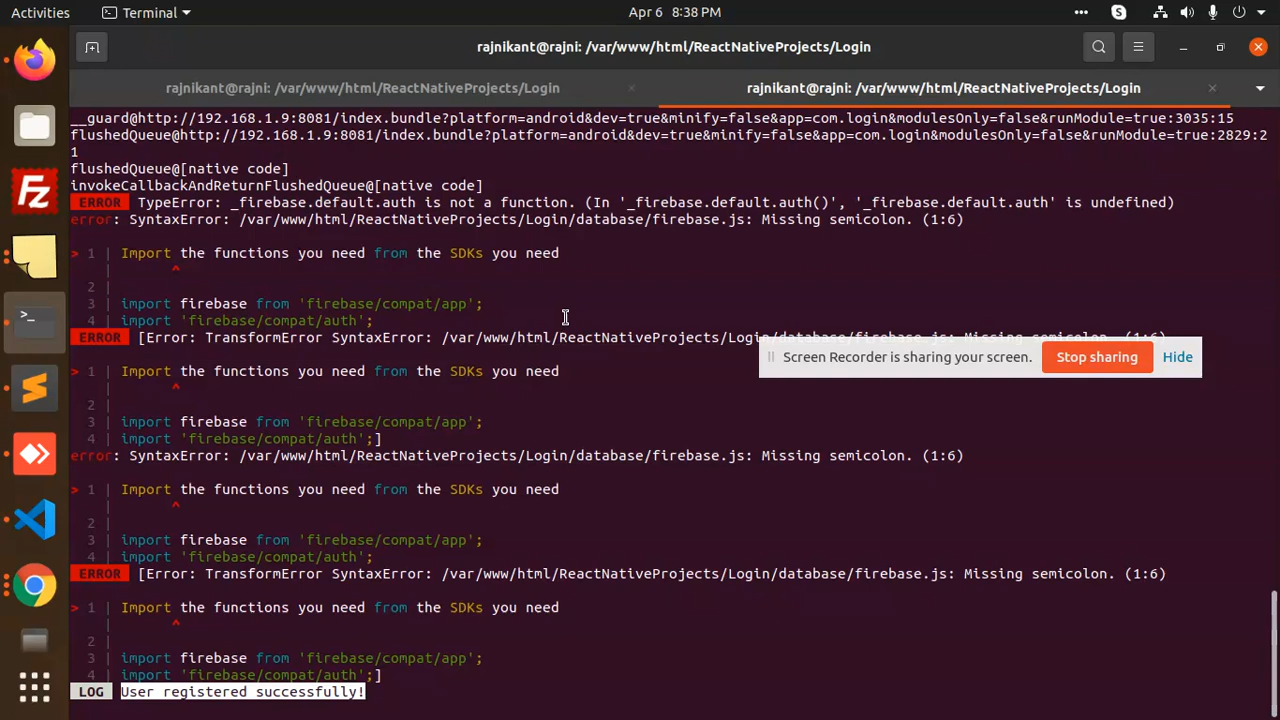 Activities Terminal Apr 6 8:38 PM
rajnikant@rajni: /var/www/html/ReactNativeProjects/Login
rajnikant@rajni: /var/www/html/ReactNativeProjects/Login rajnikant@rajni: /var/www/html/ReactNativeProjects/Login
__guard@http://192.168.1.9:8081/index.bundle?platform=android&dev=true&minify=false&app=com.login&modulesOnly=false&runModule=true:3035:15
flushedQueue@http://192.168.1.9:8081/index.bundle?platform=android&dev=true&minify=false&app=com.login&modulesOnly=false&runModule=true:2829:2
1
flushedQueue@[native code]
invokeCallbackAndReturnFlushedQueue@[native code]
ERROR TypeError: _firebase.default.auth is not a function. (In '_firebase.default.auth()', '_firebase.default.auth' is undefined)
error: SyntaxError: /var/www/html/ReactNativeProjects/Login/database/firebase.js: Missing semicolon. (1:6)
> 1 | Import the functions you need from the SDKs you need
| ^
2 |
3 | import firebase from 'firebase/compat/app';
4 | import 'firebase/compat/auth';
ERROR [Error: TransformError SyntaxError: /var/www/html/ReactNativeProjects/Login/database/firebase.js: Missing semicolon. (1:6)
Screen Recorder is sharing your screen. Stop sharing Hide
> 1 | Import the functions you need from the SDKs you need
| ^
2 |
3 | import firebase from 'firebase/compat/app';
4 | import 'firebase/compat/auth';]
error: SyntaxError: /var/www/html/ReactNativeProjects/Login/database/firebase.js: Missing semicolon. (1:6)
> 1 | Import the functions you need from the SDKs you need
| ^
2 |
3 | import firebase from 'firebase/compat/app';
4 | import 'firebase/compat/auth';
ERROR [Error: TransformError SyntaxError: /var/www/html/ReactNativeProjects/Login/database/firebase.js: Missing semicolon. (1:6)
> 1 | Import the functions you need from the SDKs you need
| ^
2 |
3 | import firebase from 'firebase/compat/app';
4 | import 'firebase/compat/auth';]
LOG User registered successfully!